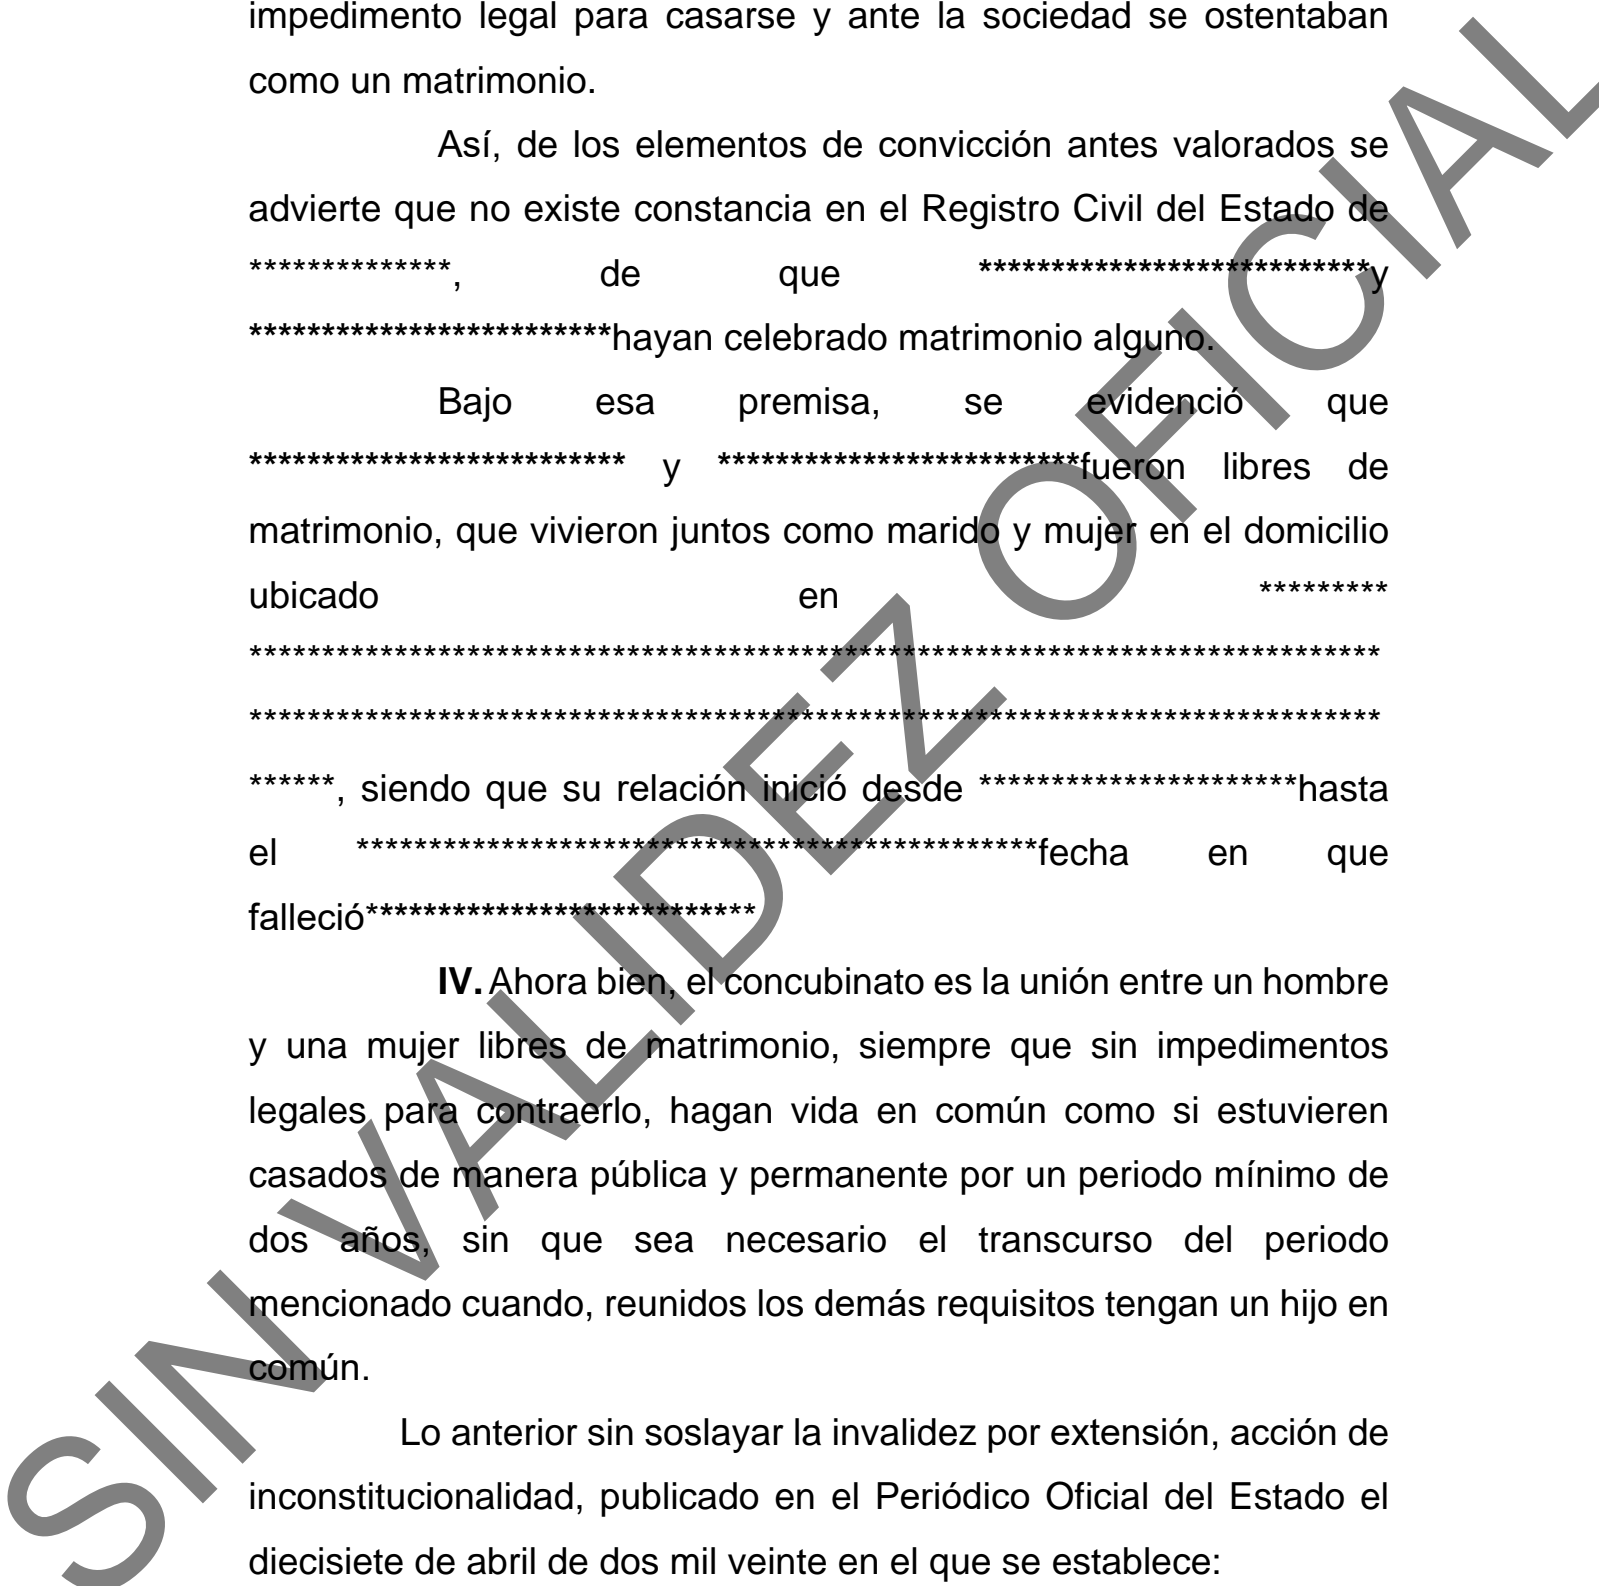 impedimento legal para casarse y ante la sociedad se ostentaban
como un matrimonio.
Así, de los elementos de convicción antes valorados se
advierte que no existe constancia en el Registro Civil del Estado de
**************, de que ***************************y
*************************hayan celebrado matrimonio alguno.
Bajo esa premisa, se evidenció que
************************** y *************************fueron libres de
matrimonio, que vivieron juntos como marido y mujer en el domicilio
ubicado en *********
******************************************************************************
******************************************************************************
******, siendo que su relación inició desde **********************hasta
el ***********************************************fecha en que
falleció***************************
IV. Ahora bien, el concubinato es la unión entre un hombre
y una mujer libres de matrimonio, siempre que sin impedimentos
legales para contraerlo, hagan vida en común como si estuvieren
casados de manera pública y permanente por un periodo mínimo de
dos años, sin que sea necesario el transcurso del periodo
mencionado cuando, reunidos los demás requisitos tengan un hijo en
común.
Lo anterior sin soslayar la invalidez por extensión, acción de
inconstitucionalidad, publicado en el Periódico Oficial del Estado el
diecisiete de abril de dos mil veinte en el que se establece:
SIN VALIDEZ OFICIAL